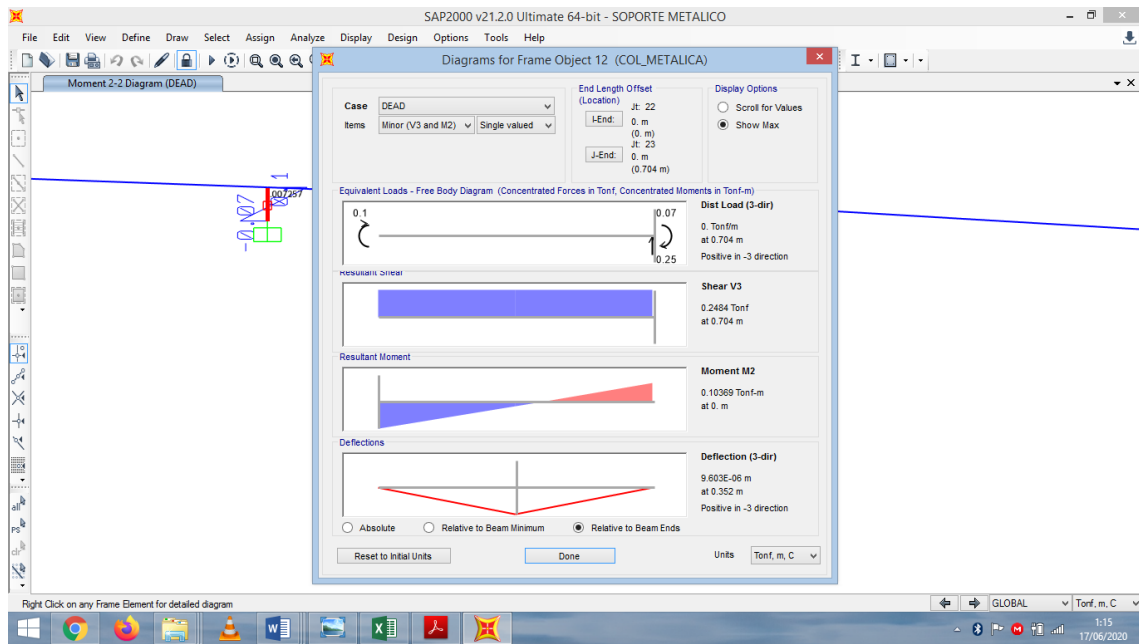 SAP2000 v21.2.0 Ultimate 64-bit - SOPORTE METALICO
File Edit View Define Draw Select Assign Analyze Display Design Options Tools Help
Moment 2-2 Diagram (DEAD)
Diagrams for Frame Object 12 (COL_METALICA)
Case DEAD
Items Minor (V3 and M2) Single valued
End Length Offset
(Location)
Jt: 22
I-End: 0. m
(0. m)
Jt: 23
J-End: 0. m
(0.704 m)
Display Options
Scroll for Values
Show Max
Equivalent Loads - Free Body Diagram (Concentrated Forces in Tonf, Concentrated Moments in Tonf-m)
0.1
0.07
0.25
Dist Load (3-dir)
0. Tonf/m
at 0.704 m
Positive in -3 direction
Resultant Shear
Shear V3
0.2484 Tonf
at 0.704 m
Resultant Moment
Moment M2
0.10369 Tonf-m
at 0. m
Deflections
Deflection (3-dir)
9.603E-06 m
at 0.352 m
Positive in -3 direction
Absolute Relative to Beam Minimum Relative to Beam Ends
Reset to Initial Units Done Units Tonf, m, C
-0.07
all
PS
clr
Right Click on any Frame Element for detailed diagram
GLOBAL Tonf, m, C
1:15
17/06/2020